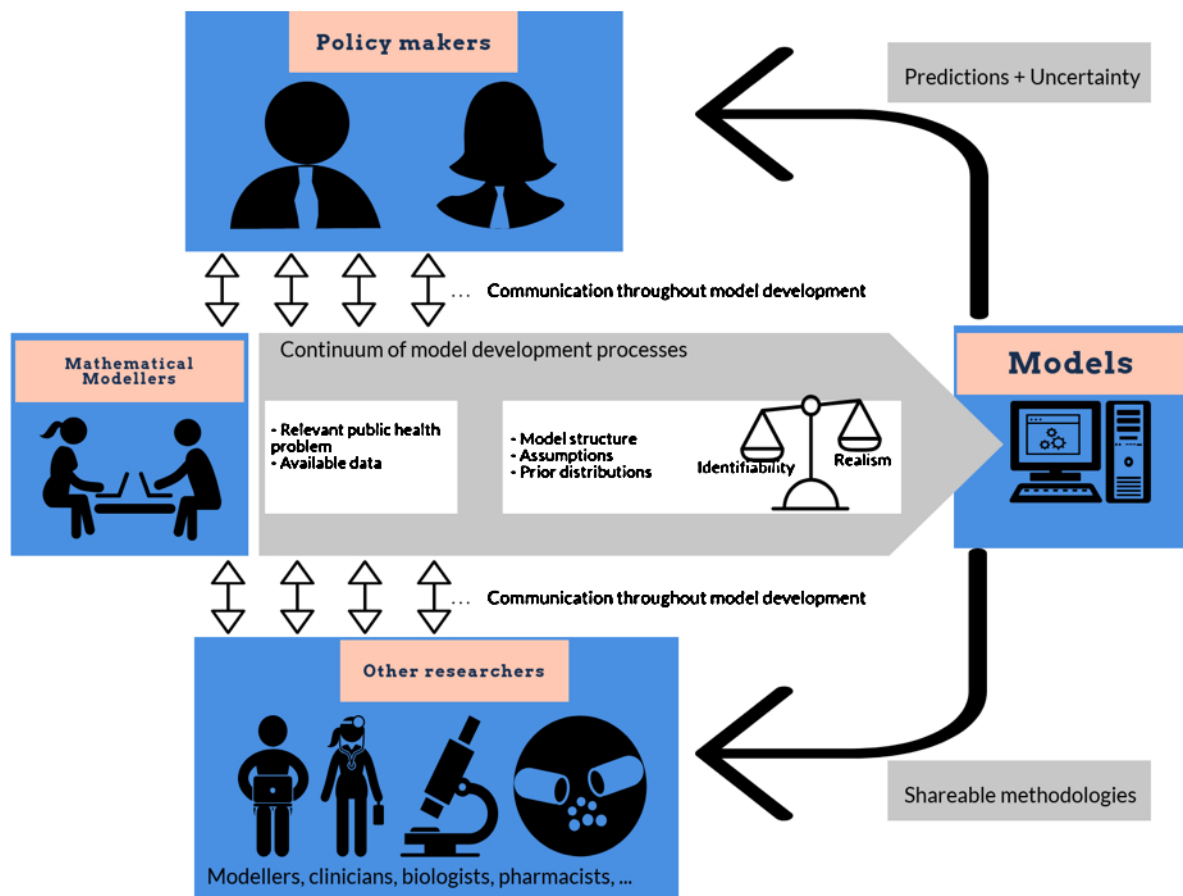 Policy makers
Predictions + Uncertainty
... Communication throughout model development
Mathematical
Modellers
Continuum of model development processes
- Relevant public health
problem
- Available data
- Model structure
- Assumptions
- Prior distributions
Identifiability
Realism
Models
... Communication throughout model development
Other researchers
Modellers, clinicians, biologists, pharmacists, ...
Shareable methodologies